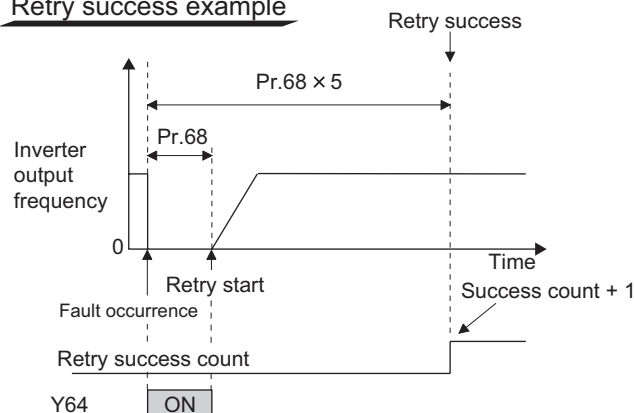 Retry success example
Retry success
Pr.68 × 5
Pr.68
Inverter
output
frequency
0
Time
Retry start
Success count + 1
Fault occurrence
Retry success count
Y64
ON